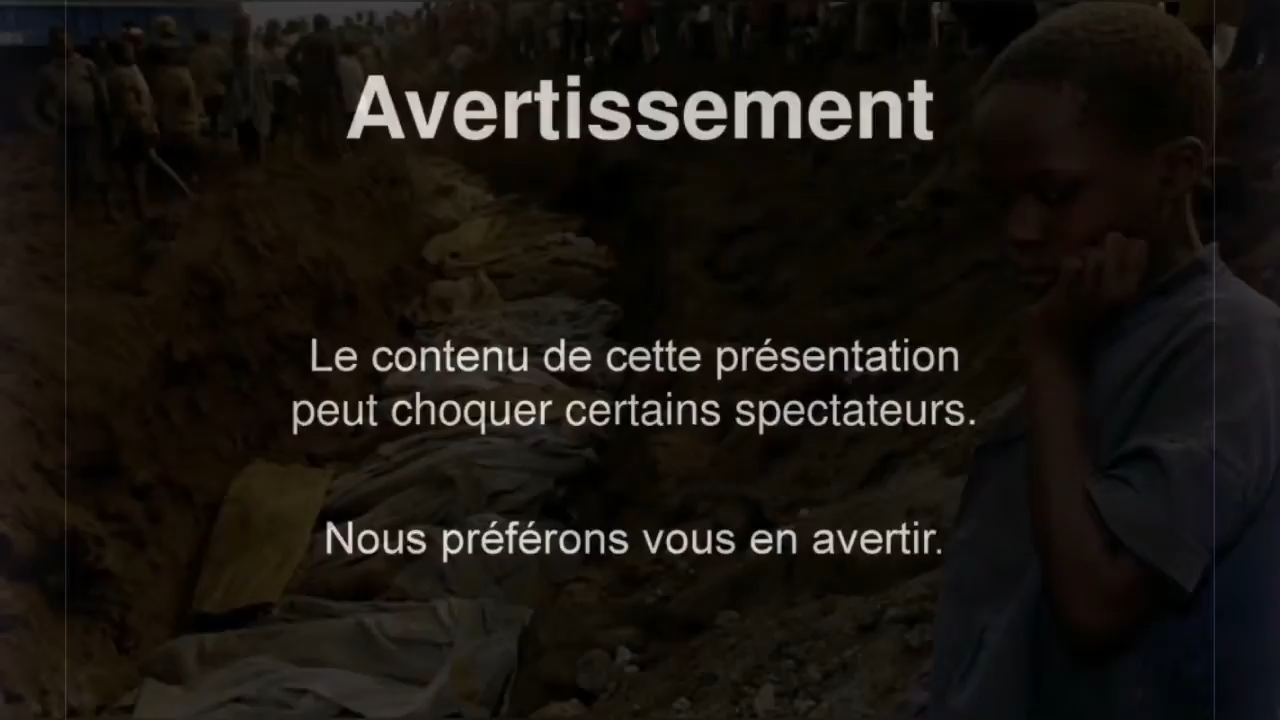 Avertissement
Le contenu de cette présentation
peut choquer certains spectateurs.
Nous préférons vous en avertir.